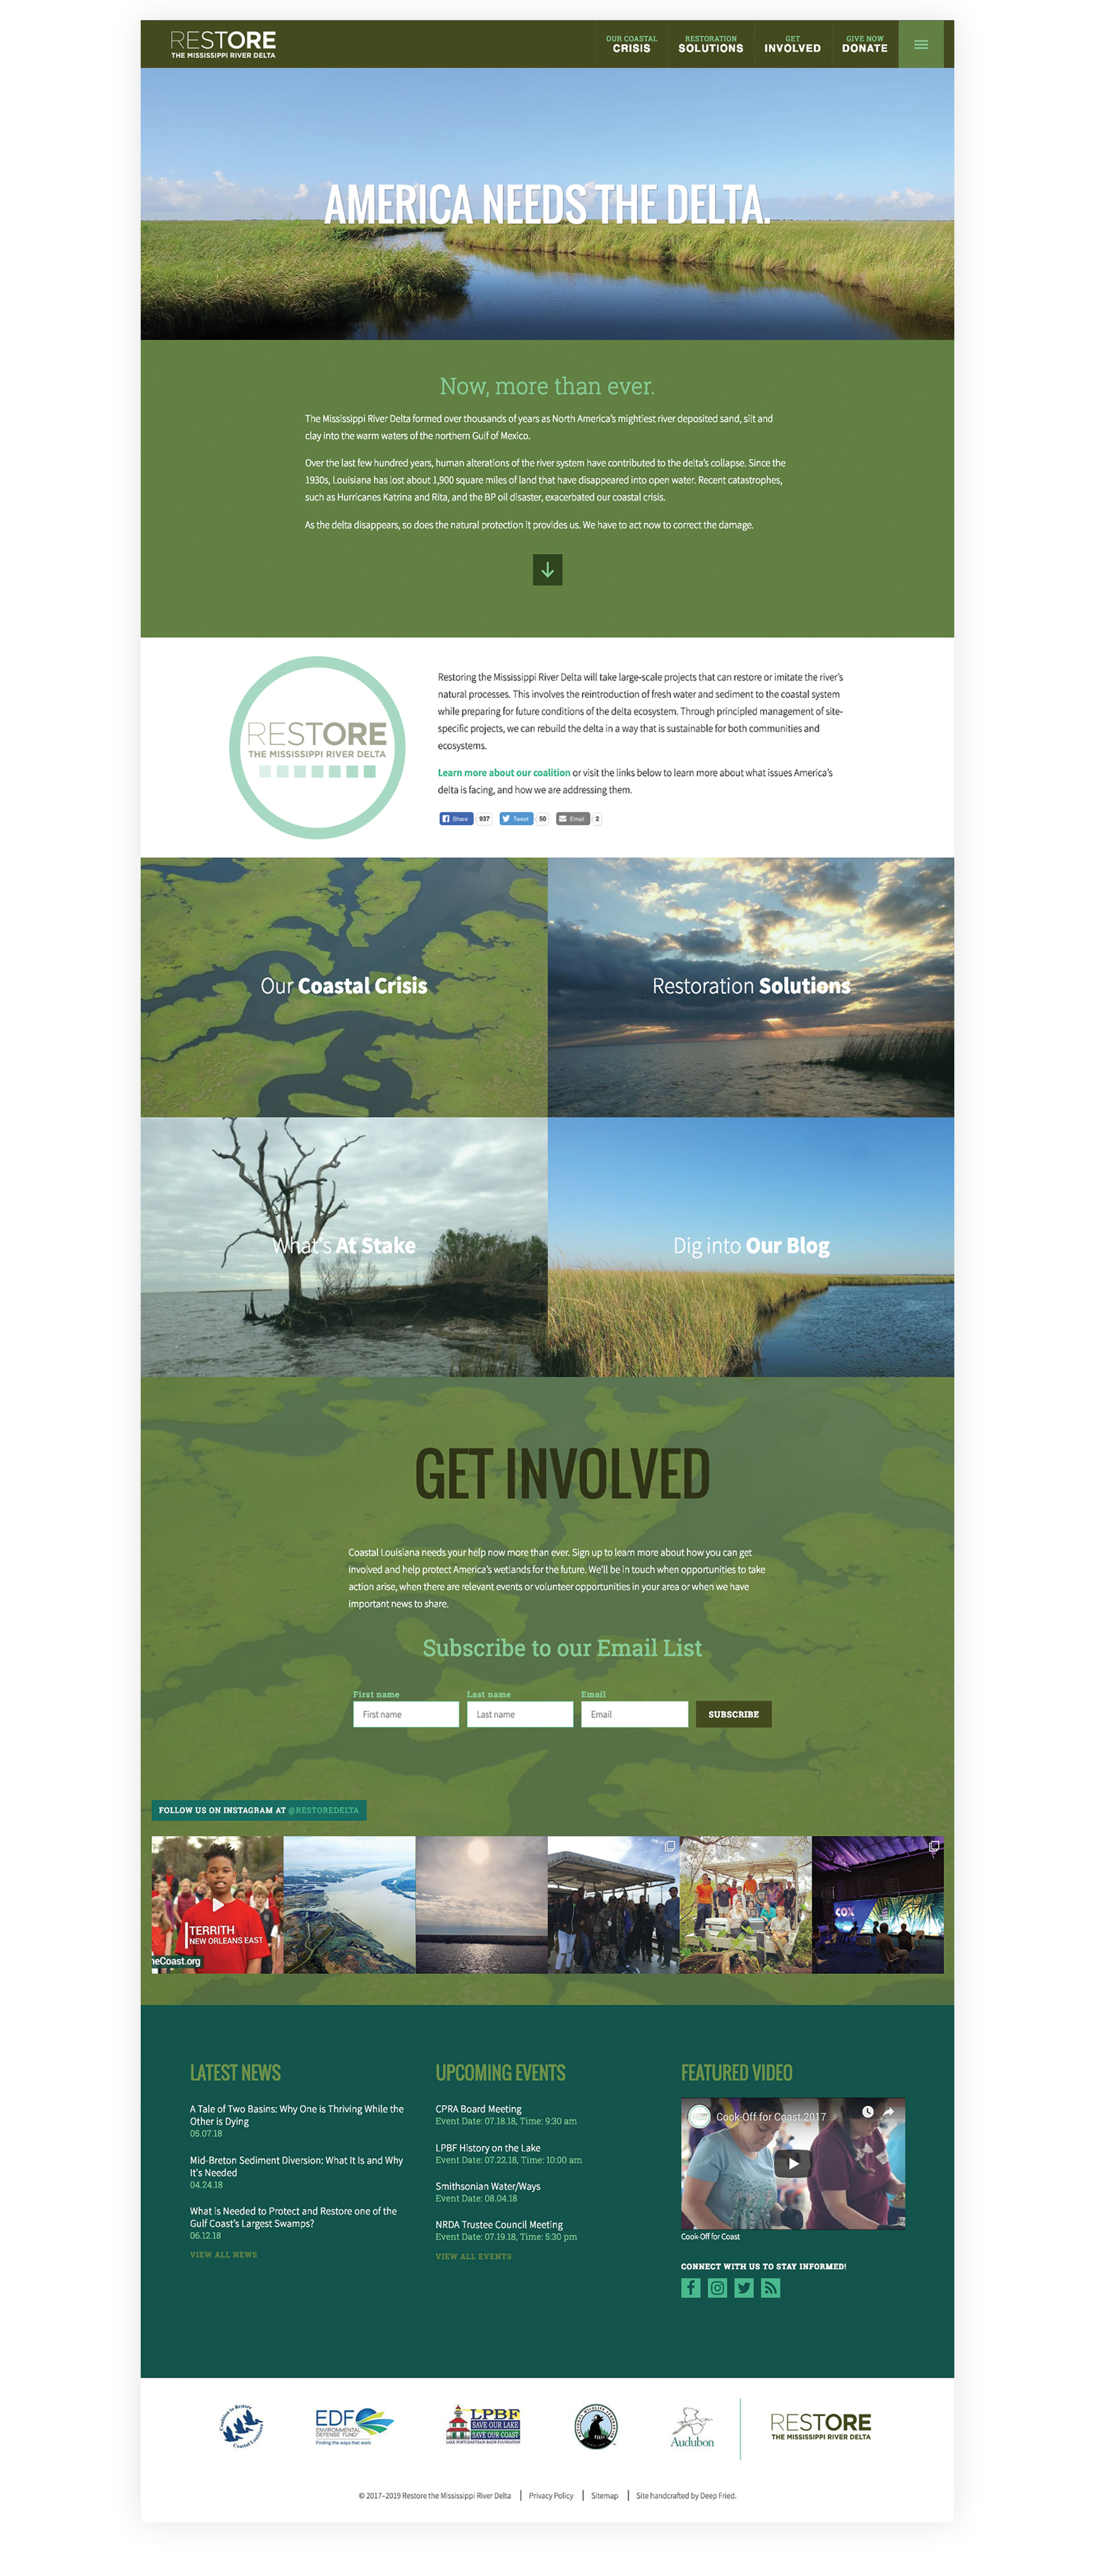 RESTORE
THE MISSISSIPPI RIVER DELTA
OUR COASTAL
CRISIS
RESTORATION
SOLUTIONS
GET
INVOLVED
GIVE NOW
DONATE
AMERICA NEEDS THE DELTA.
Now, more than ever.
The Mississippi River Delta formed over thousands of years as North America's mightiest river deposited sand, silt and
clay into the warm waters of the northern Gulf of Mexico.
Over the last few hundred years, human alterations of the river system have contributed to the delta's collapse. Since the
1930s, Louisiana has lost about 1,900 square miles of land that have disappeared into open water. Recent catastrophes,
such as Hurricanes Katrina and Rita, and the BP oil disaster, exacerbated our coastal crisis.
As the delta disappears, so does the natural protection it provides us. We have to act now to correct the damage.
RESTORE
THE MISSISSIPPI RIVER DELTA
Restoring the Mississippi River Delta will take large-scale projects that can restore or imitate the river's
natural processes. This involves the reintroduction of fresh water and sediment to the coastal system
while preparing for future conditions of the delta ecosystem. Through principled management of site-
specific projects, we can rebuild the delta in a way that is sustainable for both communities and
ecosystems.
Learn more about our coalition or visit the links below to learn more about what issues America's
delta is facing, and how we are addressing them.
Share 937 Tweet 50 Email 2
Our Coastal Crisis
Restoration Solutions
What's At Stake
Dig into Our Blog
GET INVOLVED
Coastal Louisiana needs your help now more than ever. Sign up to learn more about how you can get
involved and help protect America's wetlands for the future. We'll be in touch when opportunities to take
action arise, when there are relevant events or volunteer opportunities in your area or when we have
important news to share.
Subscribe to our Email List
First name
Last name
Email
First name
Last name
Email
SUBSCRIBE
FOLLOW US ON INSTAGRAM AT @RESTOREDELTA
TERRITH
NEW ORLEANS EAST
neCoast.org
COX
LATEST NEWS
A Tale of Two Basins: Why One is Thriving While the
Other is Dying
05.07.18
Mid-Breton Sediment Diversion: What It Is and Why
It's Needed
04.24.18
What is Needed to Protect and Restore one of the
Gulf Coast's Largest Swamps?
06.12.18
VIEW ALL NEWS
UPCOMING EVENTS
CPRA Board Meeting
Event Date: 07.18.18, Time: 9:30 am
LPBF History on the Lake
Event Date: 07.22.18, Time: 10:00 am
Smithsonian Water/Ways
Event Date: 08.04.18
NRDA Trustee Council Meeting
Event Date: 07.19.18, Time: 5:30 pm
VIEW ALL EVENTS
FEATURED VIDEO
Cook-Off for Coast 2017
Cook-Off for Coast
CONNECT WITH US TO STAY INFORMED!
Coalition to Restore
Coastal Louisiana
EDF
ENVIRONMENTAL
DEFENSE FUND
Finding the ways that work
LPBF
SAVE OUR LAKE
SAVE OUR COAST
LAKE PONTCHARTRAIN BASIN FOUNDATION
Audubon
RESTORE
THE MISSISSIPPI RIVER DELTA
© 2017–2019 Restore the Mississippi River Delta | Privacy Policy | Sitemap | Site handcrafted by Deep Fried.